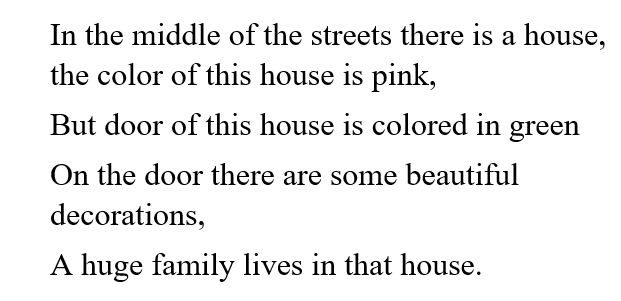 In the middle of the streets there is a house,
the color of this house is pink,
But door of this house is colored in green
On the door there are some beautiful
decorations,
A huge family lives in that house.